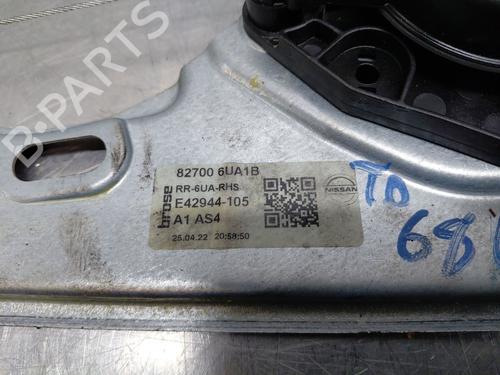 82700 6UA1B
RR-6UA-RHS
E42944-105
A1 AS4
25.04.22 20:58:50
brose
NISSAN
TD
68
B-PARTS